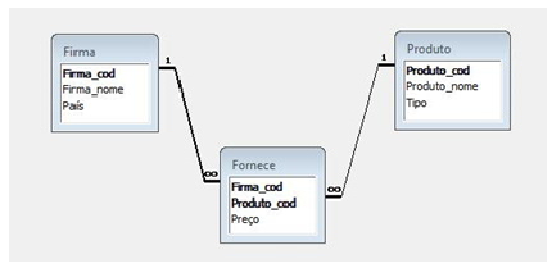 Firma
Firma_cod
Firma_nome
País
1
Produto
Produto_cod
Produto_nome
Tipo
1
Fornece
Firma_cod
Produto_cod
Preço
∞
∞